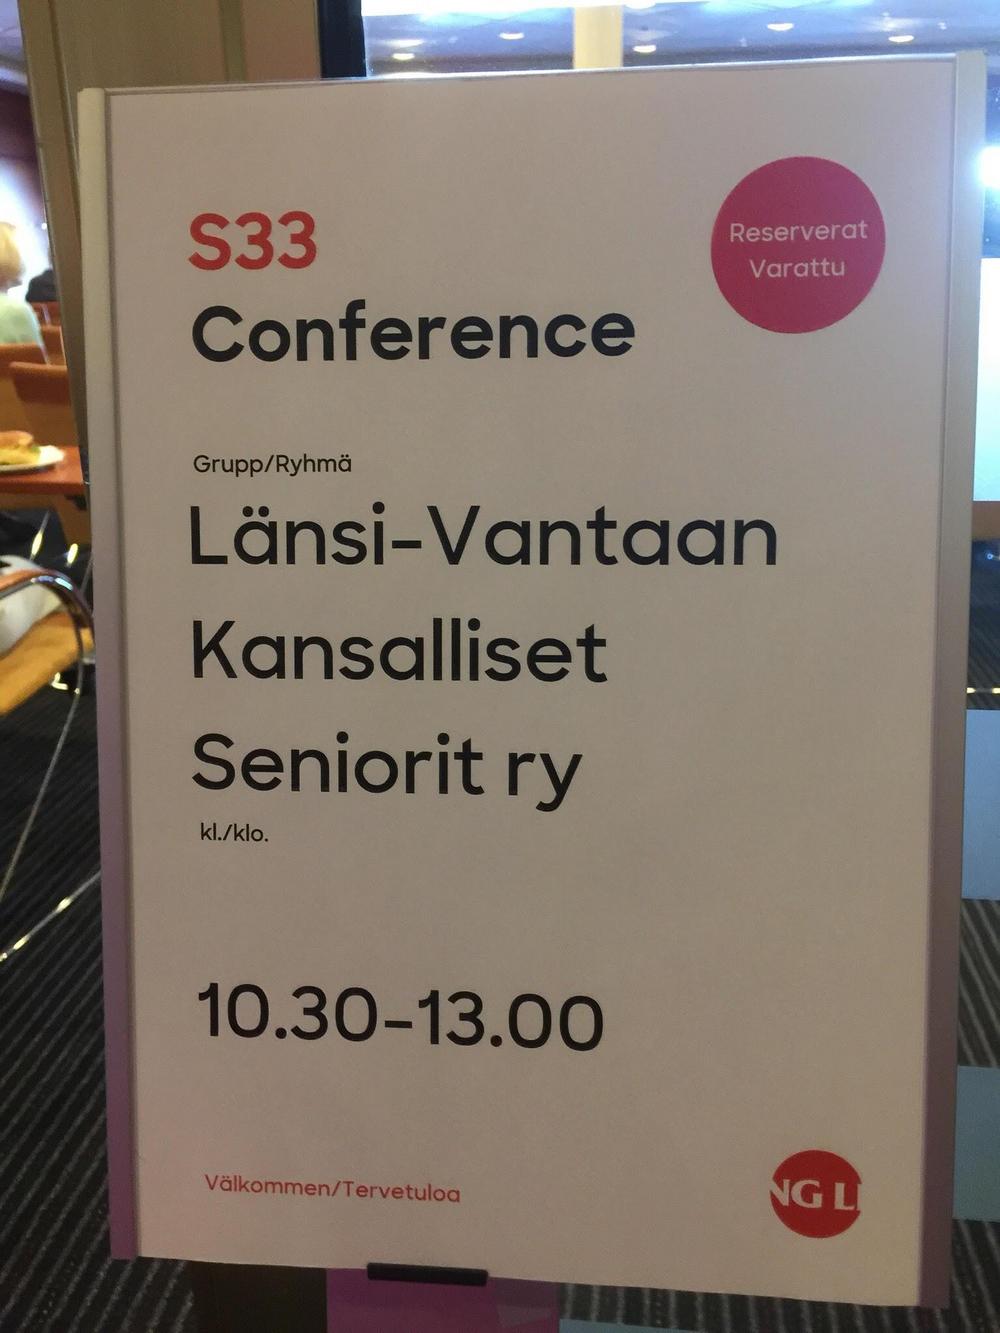 S33
Reserverat
Varattu
Conference
Grupp/Ryhmä
Länsi-Vantaan
Kansalliset
Seniorit ry
kl./klo.
10.30-13.00
Välkommen/Tervetuloa
NG L